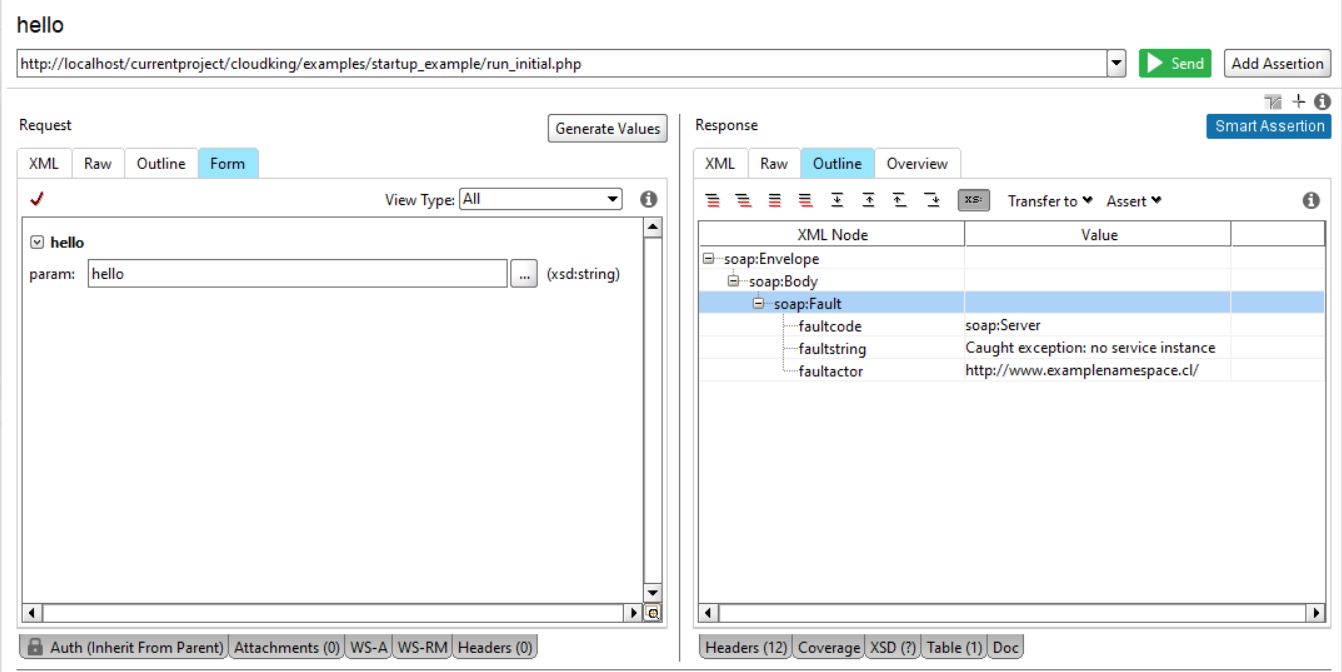 hello
http://localhost/currentproject/cloudking/examples/startup_example/run_initial.php
Send
Add Assertion
Request
Generate Values
XML Raw Outline Form
View Type: All
hello
param: hello ... (xsd:string)
Auth (Inherit From Parent) Attachments (0) WS-A WS-RM Headers (0)
Response
Smart Assertion
XML Raw Outline Overview
XS: Transfer to Assert
XML Node Value
soap:Envelope
soap:Body
soap:Fault
faultcode soap:Server
faultstring Caught exception: no service instance
faultactor http://www.examplenamespace.cl/
Headers (12) Coverage XSD (?) Table (1) Doc